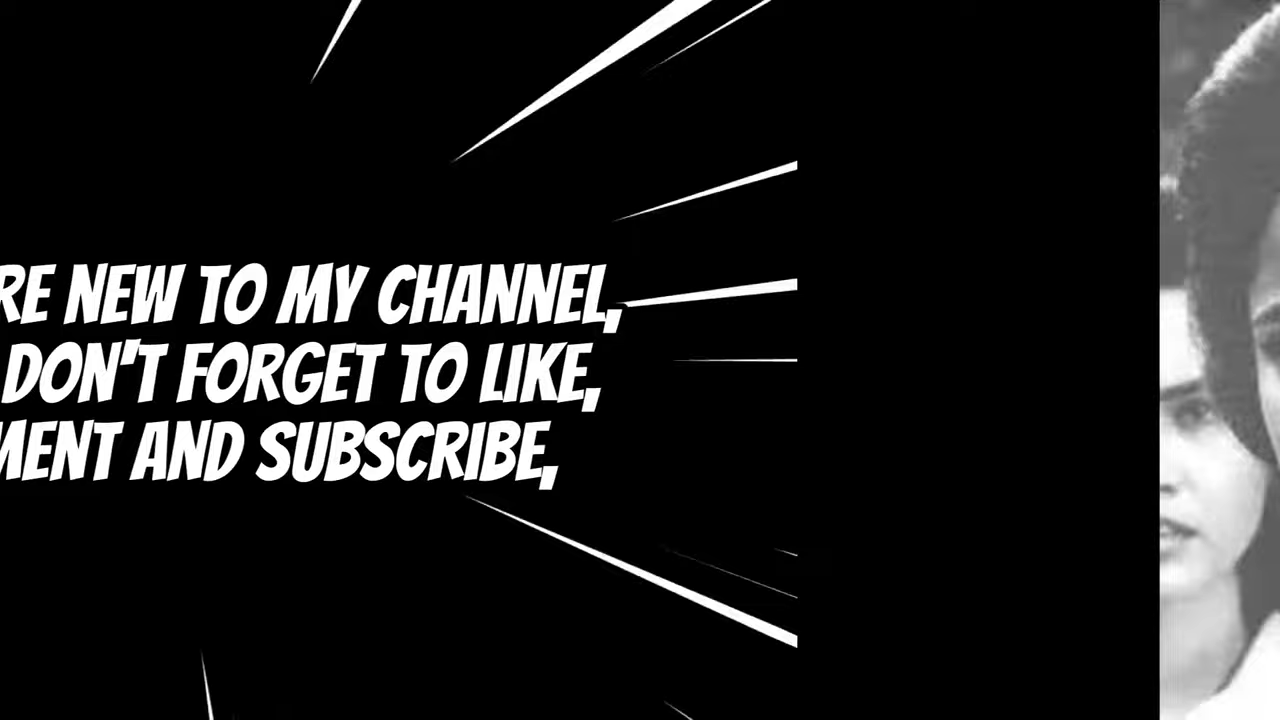 RE NEW TO MY CHANNEL,
DON'T FORGET TO LIKE,
MENT AND SUBSCRIBE,